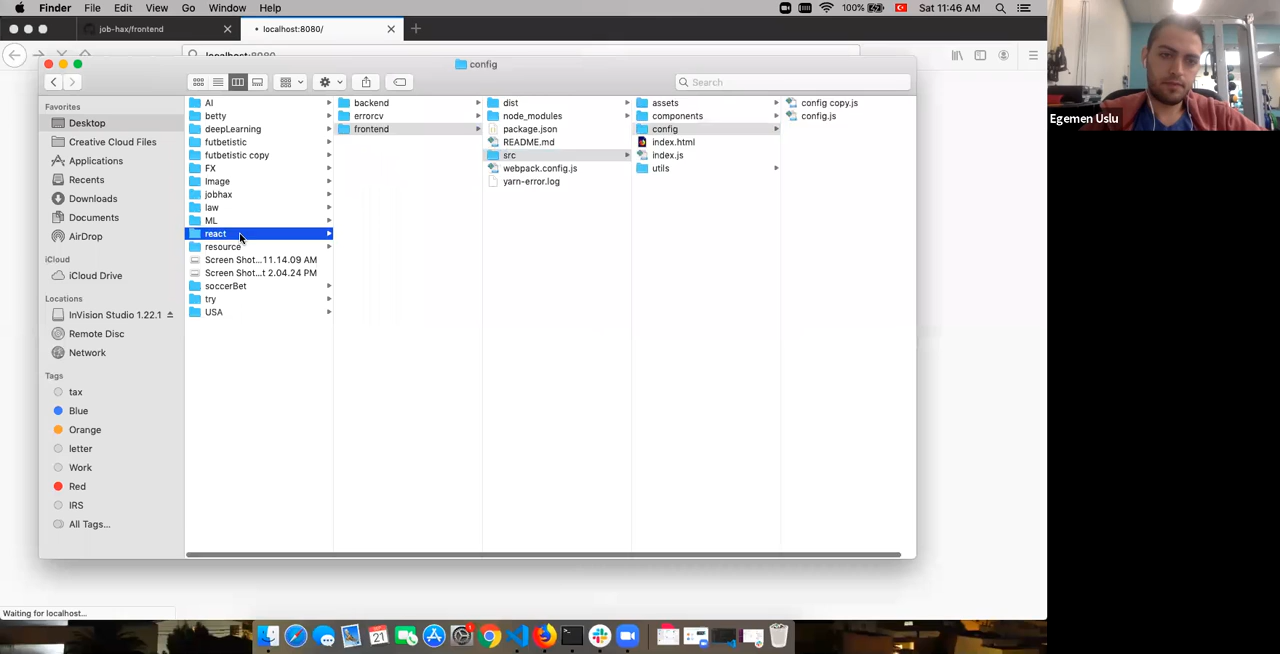 Finder File Edit View Go Window Help 100% Sat 11:46 AM
job-hax/frontend localhost:8080/
localhost:8080
config
Search
Favorites
Desktop
Creative Cloud Files
Applications
Recents
Downloads
Documents
AirDrop
iCloud
iCloud Drive
Locations
InVision Studio 1.22.1
Remote Disc
Network
Tags
tax
Blue
Orange
letter
Work
Red
IRS
All Tags...
AI
betty
deepLearning
futbetistic
futbetistic copy
FX
Image
jobhax
law
ML
react
resource
Screen Shot...11.14.09 AM
Screen Shot...t 2.04.24 PM
soccerBet
try
USA
backend
errorcv
frontend
dist
node_modules
package.json
README.md
src
webpack.config.js
yarn-error.log
assets
components
config
index.html
index.js
utils
config copy.js
config.js
Waiting for localhost...
21
Egemen Uslu